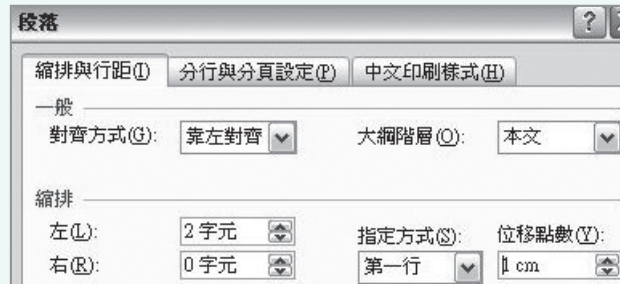 段落
縮排與行距(I) 分行與分頁設定(P) 中文印刷樣式(H)
一般
對齊方式(G): 靠左對齊 大綱階層(O): 本文
縮排
左(L): 2 字元 指定方式(S): 位移點數(Y):
右(R): 0 字元 第一行 1 cm